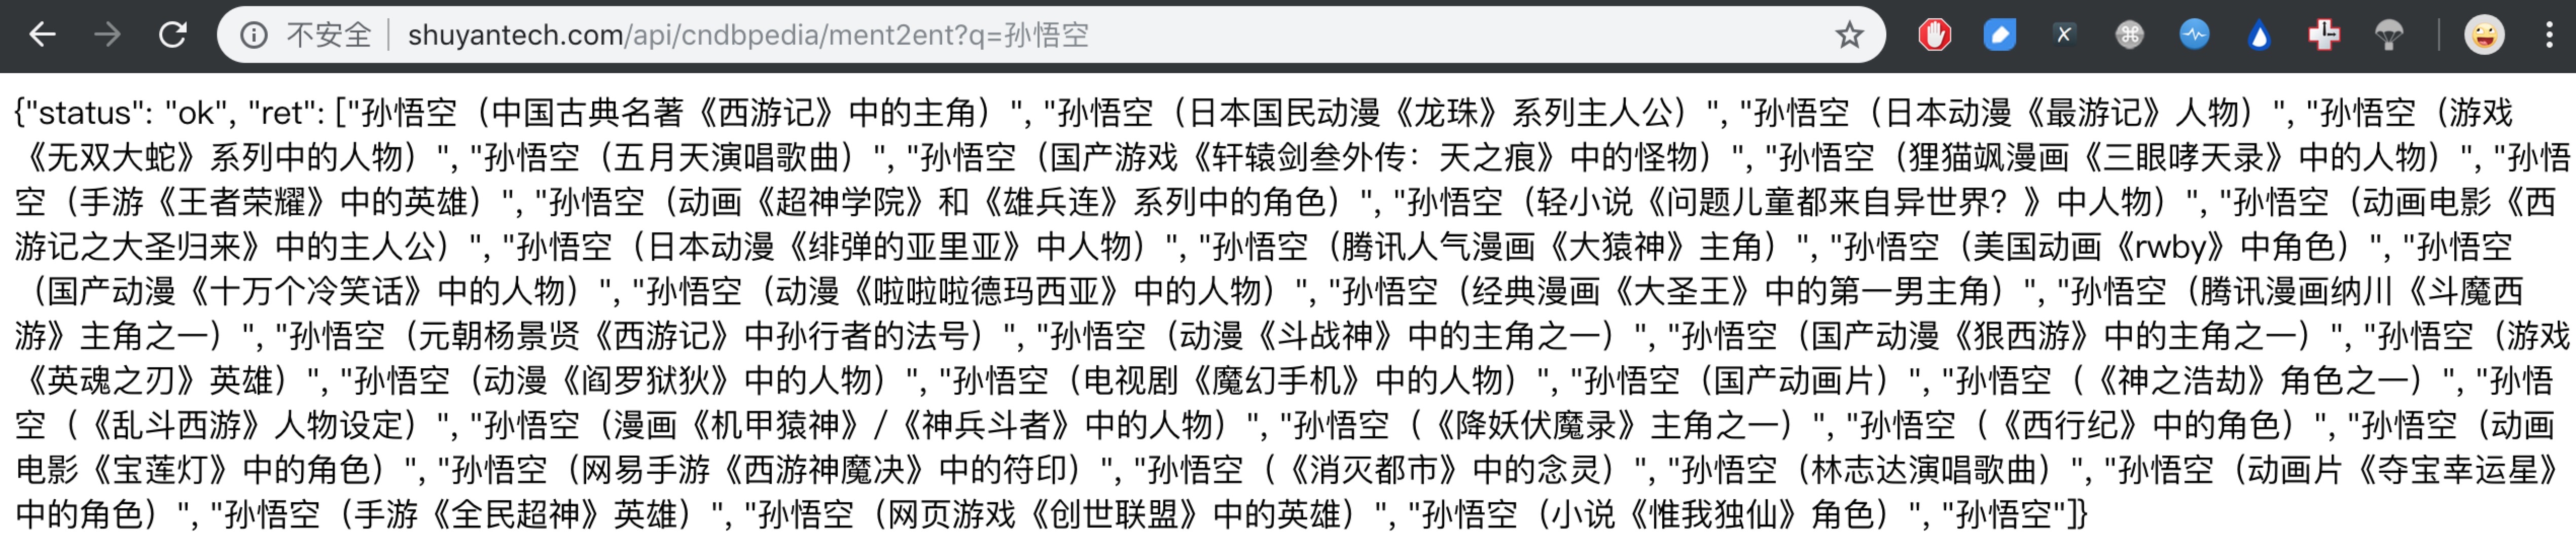 不安全 shuyantech.com/api/cndbpedia/ment2ent?q=孙悟空
{"status": "ok", "ret": ["孙悟空（中国古典名著《西游记》中的主角）", "孙悟空（日本国民动漫《龙珠》系列主人公）", "孙悟空（日本动漫《最游记》人物）", "孙悟空（游戏
《无双大蛇》系列中的人物）", "孙悟空（五月天演唱歌曲）", "孙悟空（国产游戏《轩辕剑叁外传：天之痕》中的怪物）", "孙悟空（狸猫飒漫画《三眼哮天录》中的人物）", "孙悟
空（手游《王者荣耀》中的英雄）", "孙悟空（动画《超神学院》和《雄兵连》系列中的角色）", "孙悟空（轻小说《问题儿童都来自异世界？》中人物）", "孙悟空（动画电影《西
游记之大圣归来》中的主人公）", "孙悟空（日本动漫《绯弹的亚里亚》中人物）", "孙悟空（腾讯人气漫画《大猿神》主角）", "孙悟空（美国动画《rwby》中角色）", "孙悟空
（国产动漫《十万个冷笑话》中的人物）", "孙悟空（动漫《啦啦啦德玛西亚》中的人物）", "孙悟空（经典漫画《大圣王》中的第一男主角）", "孙悟空（腾讯漫画纳川《斗魔西
游》主角之一）", "孙悟空（元朝杨景贤《西游记》中孙行者的法号）", "孙悟空（动漫《斗战神》中的主角之一）", "孙悟空（国产动漫《狠西游》中的主角之一）", "孙悟空（游戏
《英魂之刃》英雄）", "孙悟空（动漫《阎罗狱狄》中的人物）", "孙悟空（电视剧《魔幻手机》中的人物）", "孙悟空（国产动画片）", "孙悟空（《神之浩劫》角色之一）", "孙悟
空（《乱斗西游》人物设定）", "孙悟空（漫画《机甲猿神》/《神兵斗者》中的人物）", "孙悟空（《降妖伏魔录》主角之一）", "孙悟空（《西行纪》中的角色）", "孙悟空（动画
电影《宝莲灯》中的角色）", "孙悟空（网易手游《西游神魔决》中的符印）", "孙悟空（《消灭都市》中的念灵）", "孙悟空（林志达演唱歌曲）", "孙悟空（动画片《夺宝幸运星》
中的角色）", "孙悟空（手游《全民超神》英雄）", "孙悟空（网页游戏《创世联盟》中的英雄）", "孙悟空（小说《惟我独仙》角色）", "孙悟空"]}